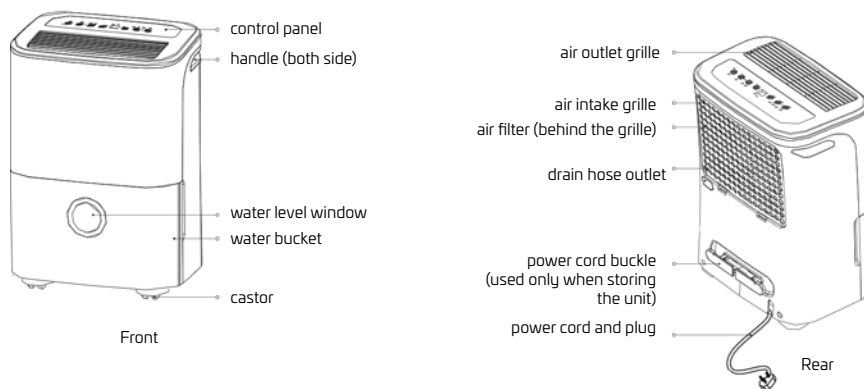 control panel
handle (both side)
water level window
water bucket
castor
Front
air outlet grille
air intake grille
air filter (behind the grille)
drain hose outlet
power cord buckle
(used only when storing
the unit)
power cord and plug
Rear